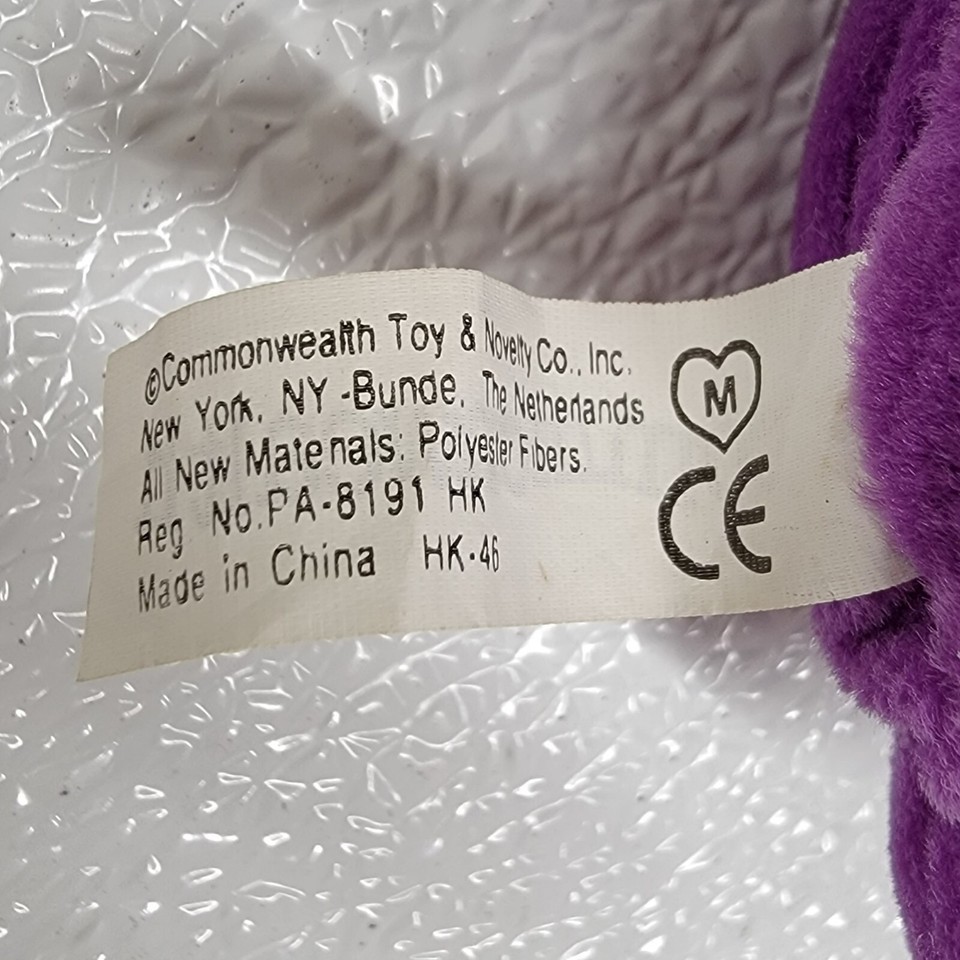 ©Commonwealth Toy & Novelty Co., Inc.
New York, NY -Bunde, The Netherlands
All New Materials: Polyester Fibers.
Reg No.PA-8191 HK
Made in China HK-46
M
CE